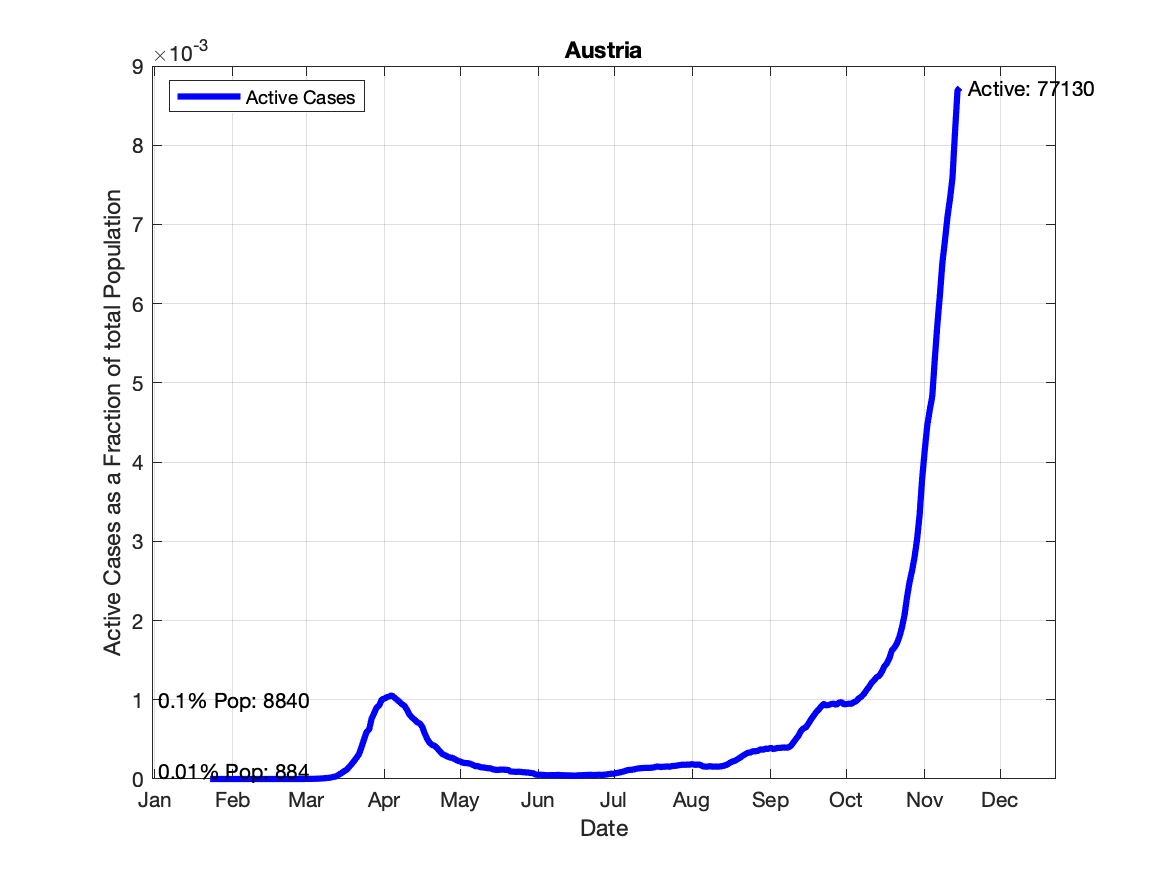 Austria
×10-3
9
8
7
6
5
4
3
2
1
0
Active Cases as a Fraction of total Population
Active Cases
Active: 77130
0.1% Pop: 8840
0.01% Pop: 884
Jan Feb Mar Apr May Jun Jul Aug Sep Oct Nov Dec
Date